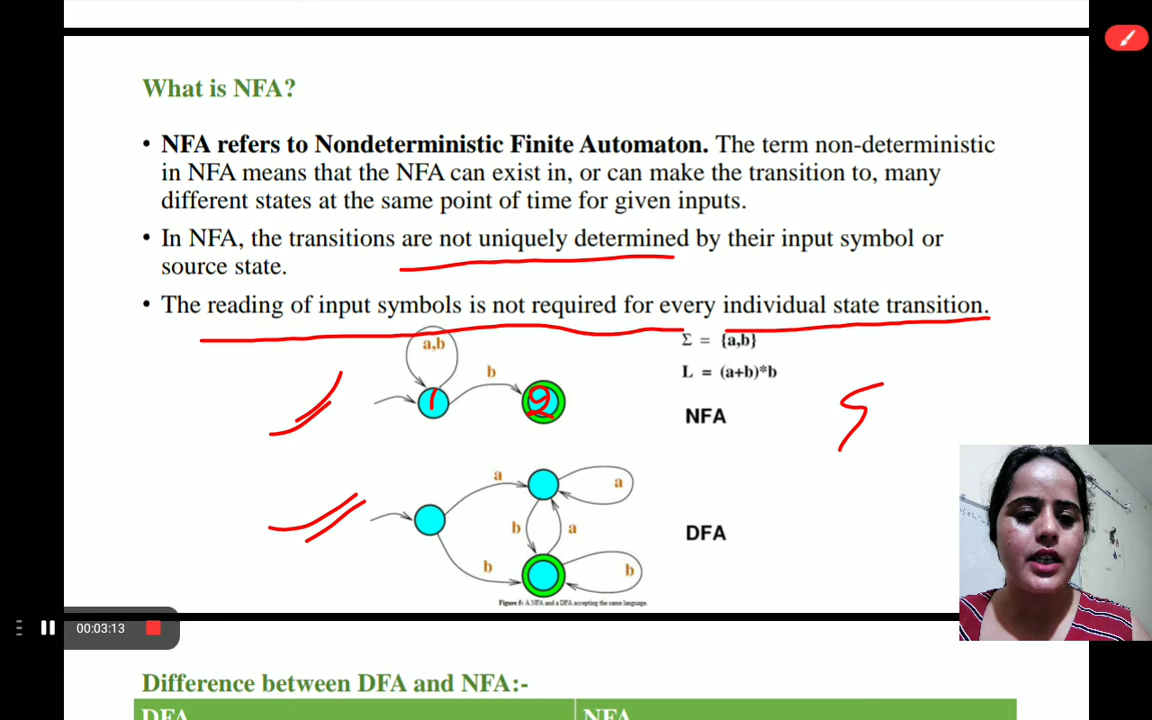 What is NFA?
• NFA refers to Nondeterministic Finite Automaton. The term non-deterministic
in NFA means that the NFA can exist in, or can make the transition to, many
different states at the same point of time for given inputs.
• In NFA, the transitions are not uniquely determined by their input symbol or
source state.
• The reading of input symbols is not required for every individual state transition.
a,b
Σ = {a,b}
b
L = (a+b)*b
1
2
NFA
a
a
b
a
DFA
b
b
Figure 8: A NFA and a DFA accepting the same language.
00:03:13
Difference between DFA and NFA:-
DFA
NFA